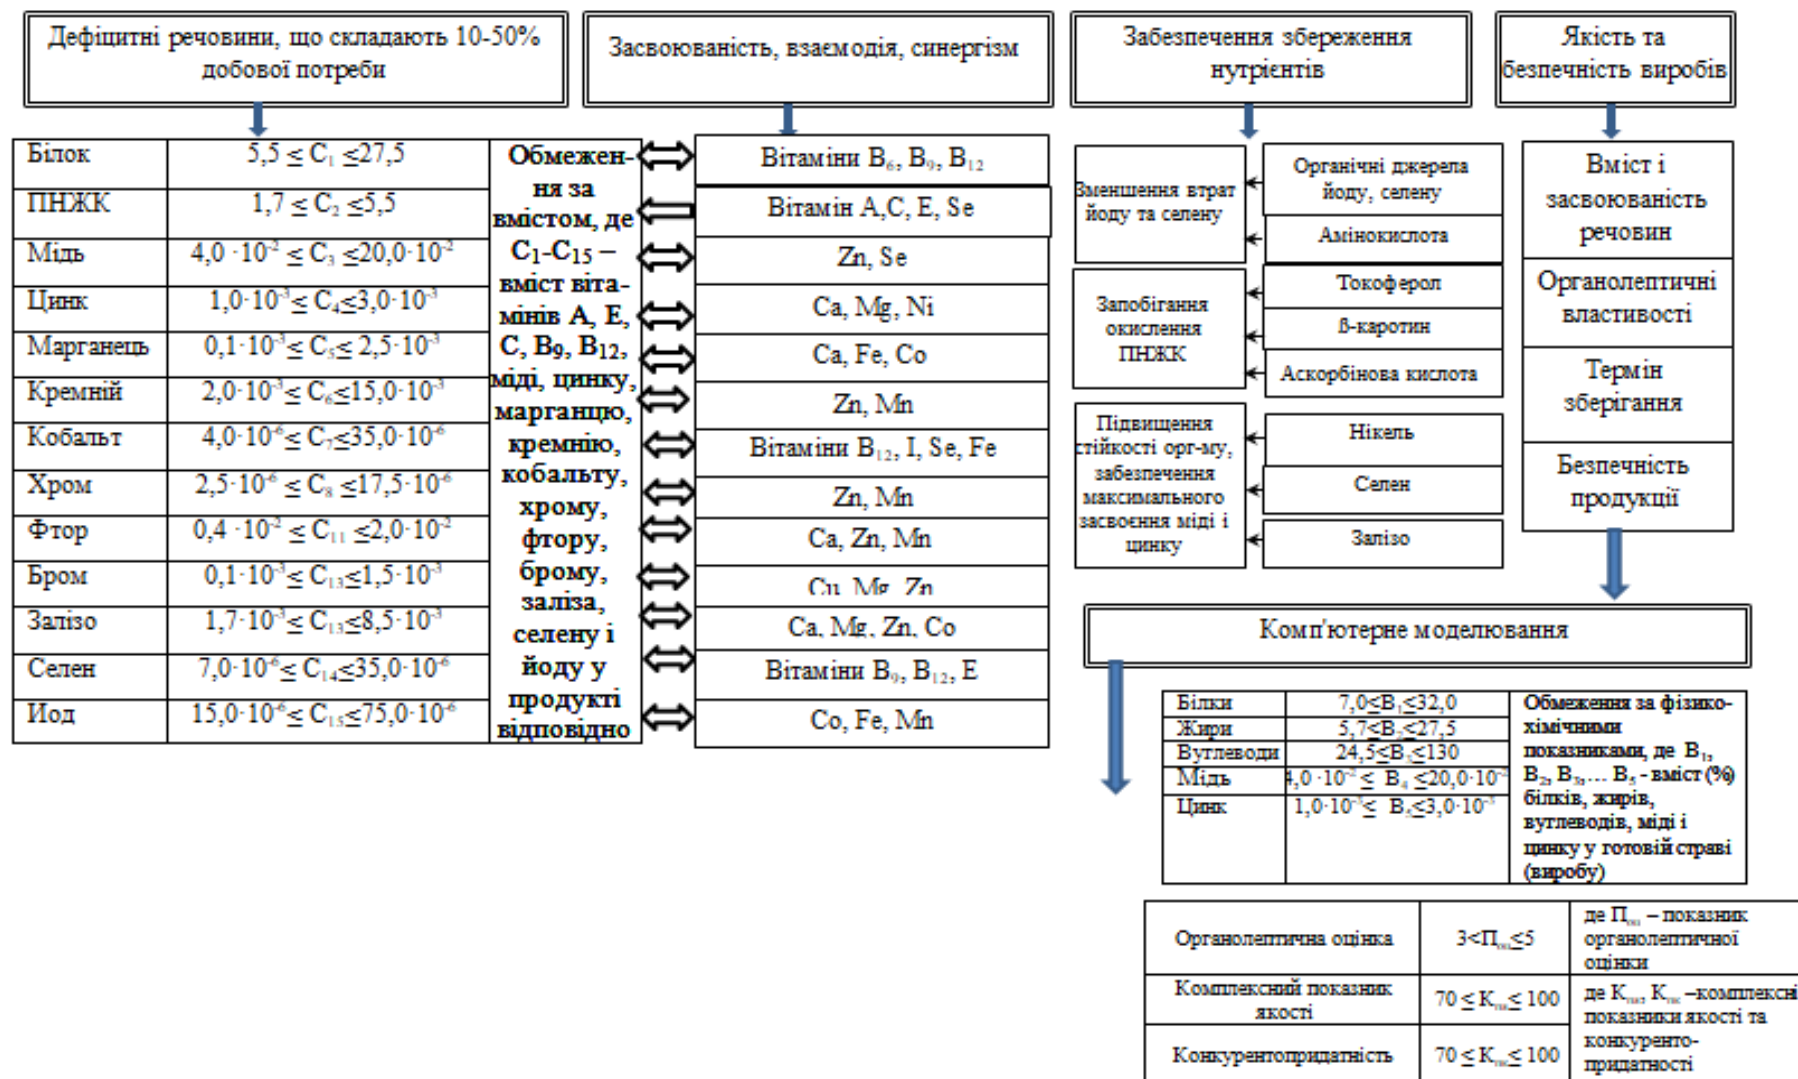 Дефіцитні речовини, що складають 10-50%
добової потреби
Засвоюваність, взаємодія, синергізм
Забезпечення збереження
нутрієнтів
Якість та
безпечність виробів
Білок
5,5 ≤ C₁ ≤27,5
ПНЖК
1,7 ≤ C₂ ≤5,5
Мідь
4,0 ·10⁻² ≤ C₃ ≤20,0·10⁻²
Цинк
1,0·10⁻³≤ C₄≤3,0·10⁻³
Марганець
0,1·10⁻³≤ C₅≤ 2,5·10⁻³
Кремній
2,0·10⁻³≤ C₆≤15,0·10⁻³
Кобальт
4,0·10⁻⁶≤ C₇≤35,0·10⁻⁶
Хром
2,5·10⁻⁶ ≤ C₈ ≤17,5·10⁻⁶
Фтор
0,4 ·10⁻² ≤ C₁₁ ≤2,0·10⁻²
Бром
0,1·10⁻³≤ C₁₃≤1,5·10⁻³
Залізо
1,7·10⁻³≤ C₁₃≤8,5·10⁻³
Селен
7,0·10⁻⁶≤ C₁₄≤35,0·10⁻⁶
Иод
15,0·10⁻⁶≤ C₁₅≤75,0·10⁻⁶
Обмежен-
ня за
вмістом, де
C₁-C₁₅ –
вміст віта-
мінів А, Е,
С, В₉, В₁₂,
міді, цинку,
марганцю,
кремнію,
кобальту,
хрому,
фтору,
брому,
заліза,
селену і
йоду у
продукті
відповідно
Вітаміни В₆, В₉, В₁₂
Вітамін А,С, Е, Se
Zn, Se
Ca, Mg, Ni
Ca, Fe, Co
Zn, Mn
Вітаміни В₁₂, I, Se, Fe
Zn, Mn
Ca, Zn, Mn
Cu, Mg, Zn
Ca, Mg, Zn, Co
Вітаміни В₉, В₁₂, Е
Co, Fe, Mn
Зменшення втрат
йоду та селену
Органічні джерела
йоду, селену
Амінокислота
Запобігання
окислення
ПНЖК
Токоферол
ß-каротин
Аскорбінова кислота
Підвищення
стійкості орг-му,
забезпечення
максимального
засвоєння міді і
цинку
Нікель
Селен
Залізо
Вміст і
засвоюваність
речовин
Органолептичні
властивості
Термін
зберігання
Безпечність
продукції
Комп'ютерне моделювання
Білки
7,0≤B₁≤32,0
Жири
5,7≤B₂≤27,5
Вуглеводи
24,5≤B₃≤130
Мідь
4,0 ·10⁻² ≤ B₄ ≤20,0·10⁻²
Цинк
1,0·10⁻³≤ B₅≤3,0·10⁻³
Обмеження за фізико-
хімічними
показниками, де В₁,
В₂, В₃,... В₅ - вміст (%)
білків, жирів,
вуглеводів, міді і
цинку у готовій страві
(виробу)
Органолептична оцінка
3<П ≤5
де П – показник
органолептичної
оцінки
Комплексний показник
якості
70 ≤ К ≤ 100
Конкурентопридатність
70 ≤ К ≤ 100
де К , К –комплексні
показники якості та
конкуренто-
придатності